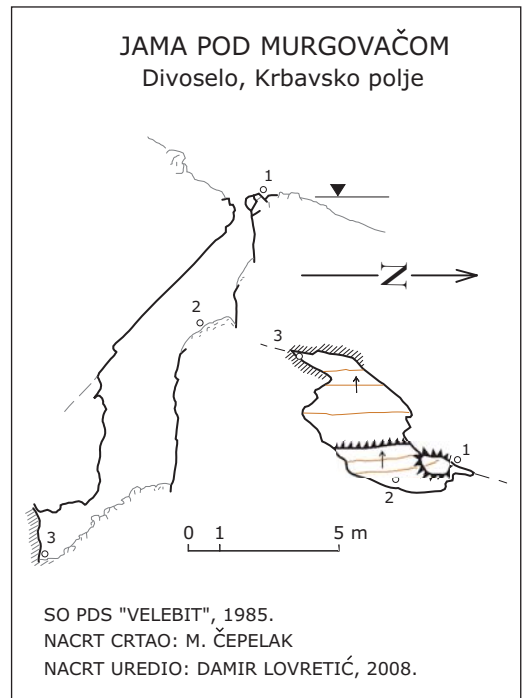 JAMA POD MURGOVAČOM
Divoselo, Krbavsko polje
1
2
N
3
1
2
3
0 1 5 m
SO PDS "VELEBIT", 1985.
NACRT CRTAO: M. ČEPELAK
NACRT UREDIO: DAMIR LOVRETIĆ, 2008.